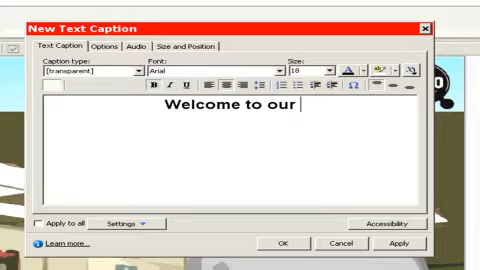 New Text Caption
Text Caption
Options
Audio
Size and Position
Caption type:
Font:
Size:
[transparent]
Arial
18
B I U
Welcome to our
Apply to all
Settings
Accessibility
Learn more...
OK
Cancel
Apply